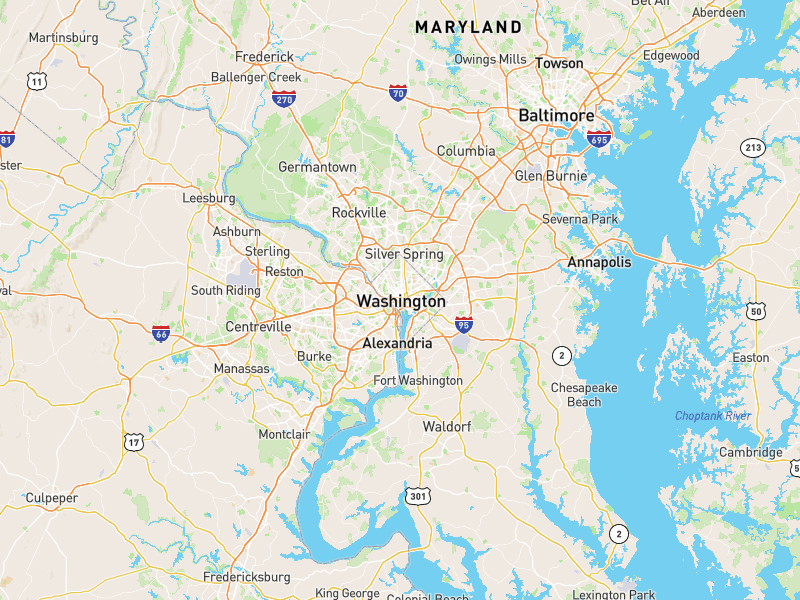 Bel Air
Aberdeen
MARYLAND
Martinsburg
Frederick
Owings Mills
Towson
Edgewood
Ballenger Creek
11
270
70
Baltimore
81
695
213
Columbia
ster
Germantown
Glen Burnie
Leesburg
Rockville
Severna Park
Ashburn
Sterling
Silver Spring
Annapolis
Reston
South Riding
val
Washington
50
Centreville
66
95
Alexandria
2
Burke
Easton
Manassas
Fort Washington
Chesapeake
Beach
Choptank River
Waldorf
Montclair
17
Cambridge
5
Culpeper
301
2
Fredericksburg
King George
Colonial Beach
Lexington Park